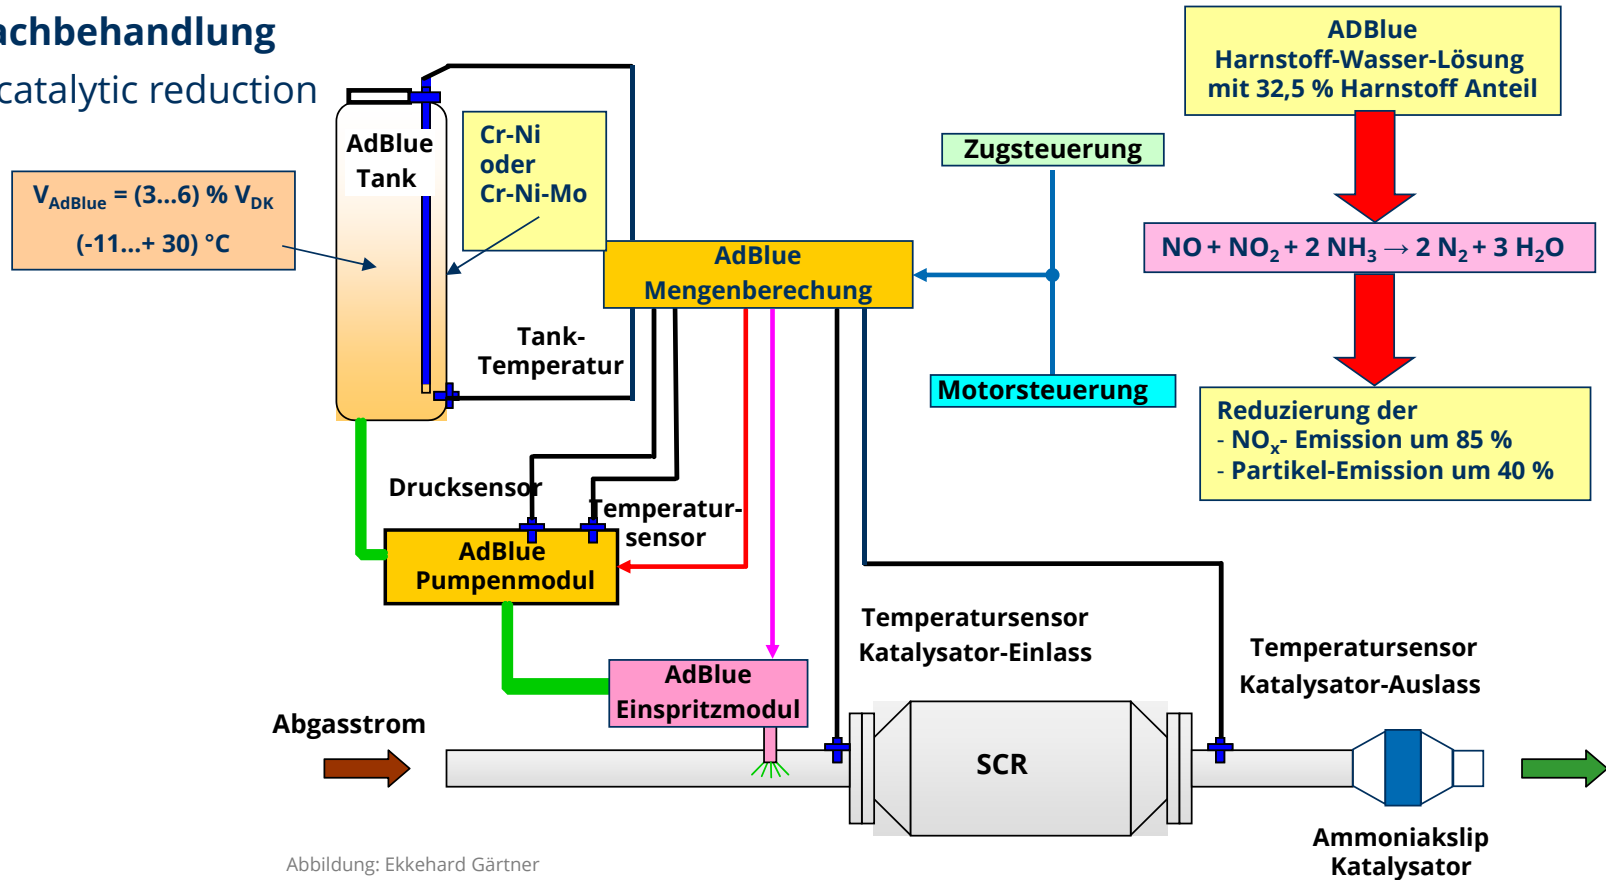 achbehandlung
catalytic reduction
ADBlue
Harnstoff-Wasser-Lösung
mit 32,5 % Harnstoff Anteil
AdBlue
Tank
Cr-Ni
oder
Cr-Ni-Mo
Zugsteuerung
V_AdBlue = (3...6) % V_DK
(-11...+ 30) °C
AdBlue
Mengenberechung
NO + NO₂ + 2 NH₃ → 2 N₂ + 3 H₂O
Tank-
Temperatur
Motorsteuerung
Reduzierung der
- NOₓ- Emission um 85 %
- Partikel-Emission um 40 %
Drucksensor
Temperatur-
sensor
AdBlue
Pumpenmodul
Temperatursensor
Katalysator-Einlass
Temperatursensor
Katalysator-Auslass
AdBlue
Einspritzmodul
Abgasstrom
SCR
Ammoniakslip
Katalysator
Abbildung: Ekkehard Gärtner